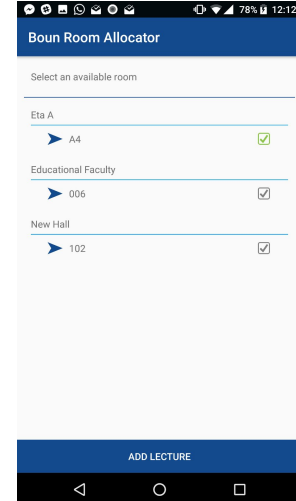 78% 12:12
Boun Room Allocator
Select an available room
Eta A
A4
Educational Faculty
006
New Hall
102
ADD LECTURE